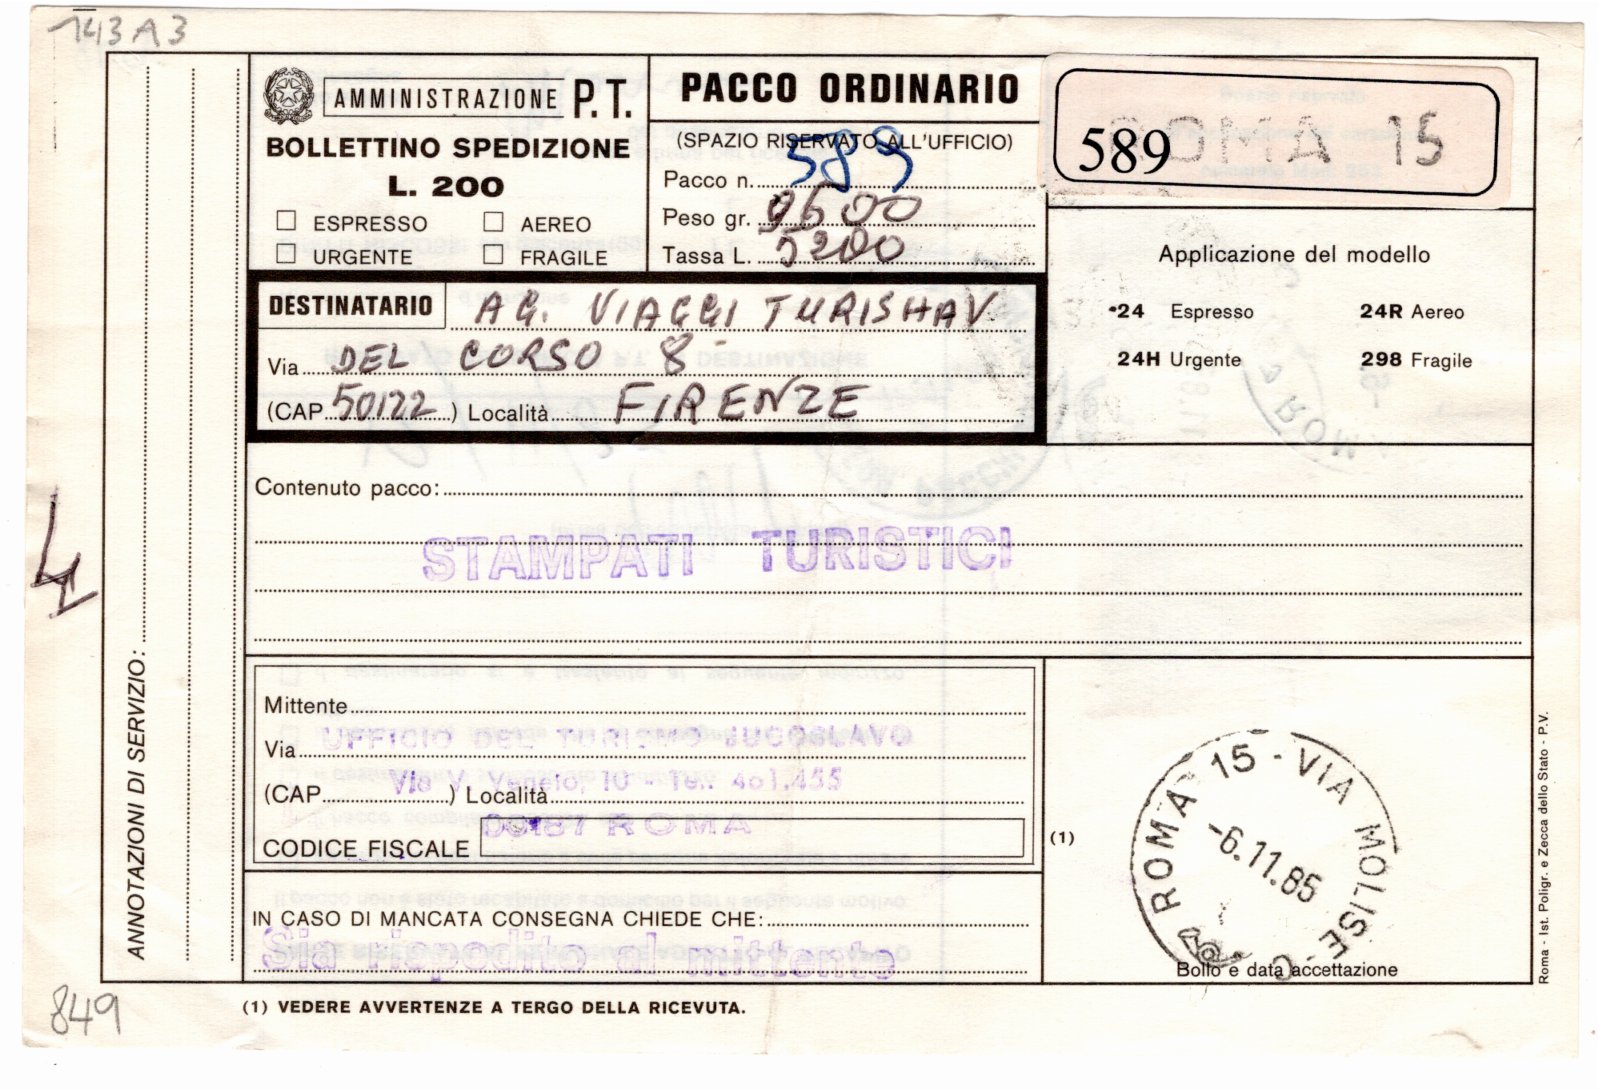 143 A 3
AMMINISTRAZIONE P.T.
BOLLETTINO SPEDIZIONE
L. 200
ESPRESSO AEREO
URGENTE FRAGILE
PACCO ORDINARIO
(SPAZIO RISERVATO ALL'UFFICIO)
Pacco n. 589
Peso gr. 9500
Tassa L. 5200
589 ROMA 15
Applicazione del modello
•24 Espresso 24R Aereo
24H Urgente 298 Fragile
DESTINATARIO AG. VIAGGI TURISHAV
Via DEL CORSO 8
(CAP 50122) Località FIRENZE
Contenuto pacco:
STAMPATI TURISTICI
ANNOTAZIONI DI SERVIZIO:
Mittente
UFFICIO DEL TURISMO JUGOSLAVO
Via
Via V. Veneto, 10 - Tel. 461.455
(CAP ) Località
00187 ROMA
CODICE FISCALE
IN CASO DI MANCATA CONSEGNA CHIEDE CHE:
Sia rispedito al mittente
(1)
ROMA 15 - VIA MOLISE
-6.11.85
Bollo e data accettazione
(1) VEDERE AVVERTENZE A TERGO DELLA RICEVUTA.
Roma - Ist. Poligr. e Zecca dello Stato - P.V.
849